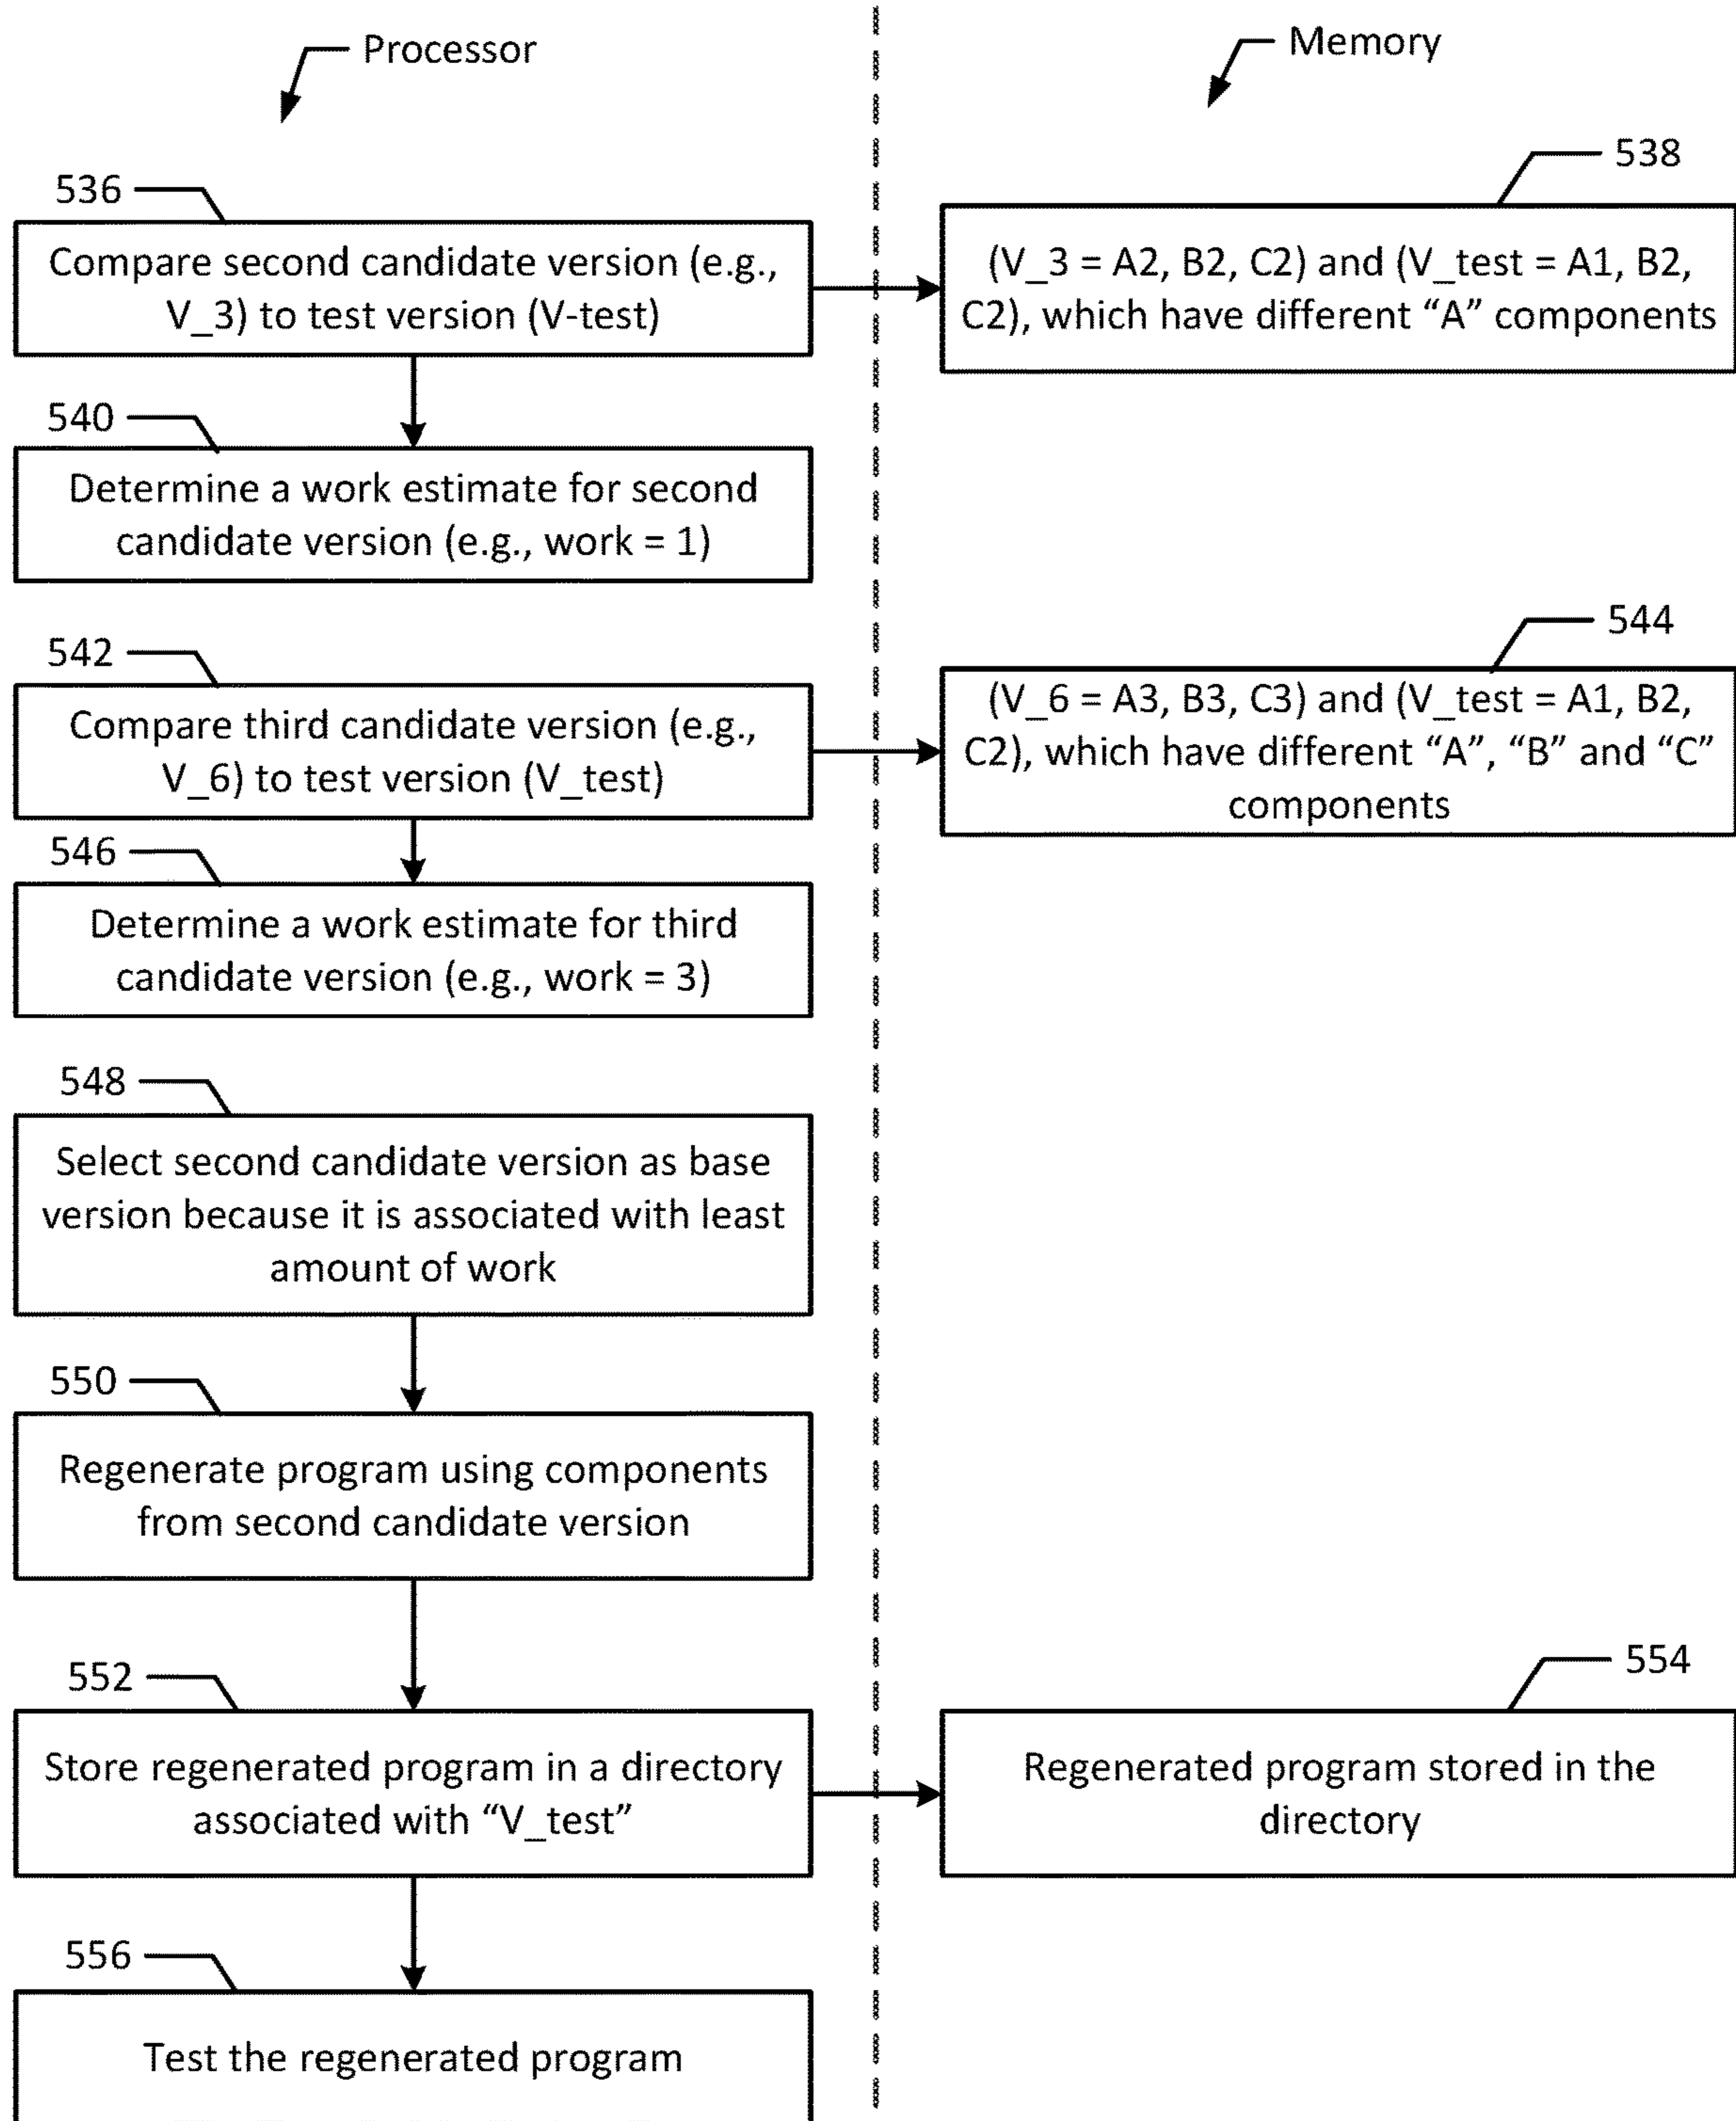 Processor
Memory
536
538
Compare second candidate version (e.g.,
V_3) to test version (V-test)
(V_3 = A2, B2, C2) and (V_test = A1, B2,
C2), which have different “A” components
540
Determine a work estimate for second
candidate version (e.g., work = 1)
542
544
Compare third candidate version (e.g.,
V_6) to test version (V_test)
(V_6 = A3, B3, C3) and (V_test = A1, B2,
C2), which have different “A”, “B” and “C”
components
546
Determine a work estimate for third
candidate version (e.g., work = 3)
548
Select second candidate version as base
version because it is associated with least
amount of work
550
Regenerate program using components
from second candidate version
552
554
Store regenerated program in a directory
associated with “V_test”
Regenerated program stored in the
directory
556
Test the regenerated program